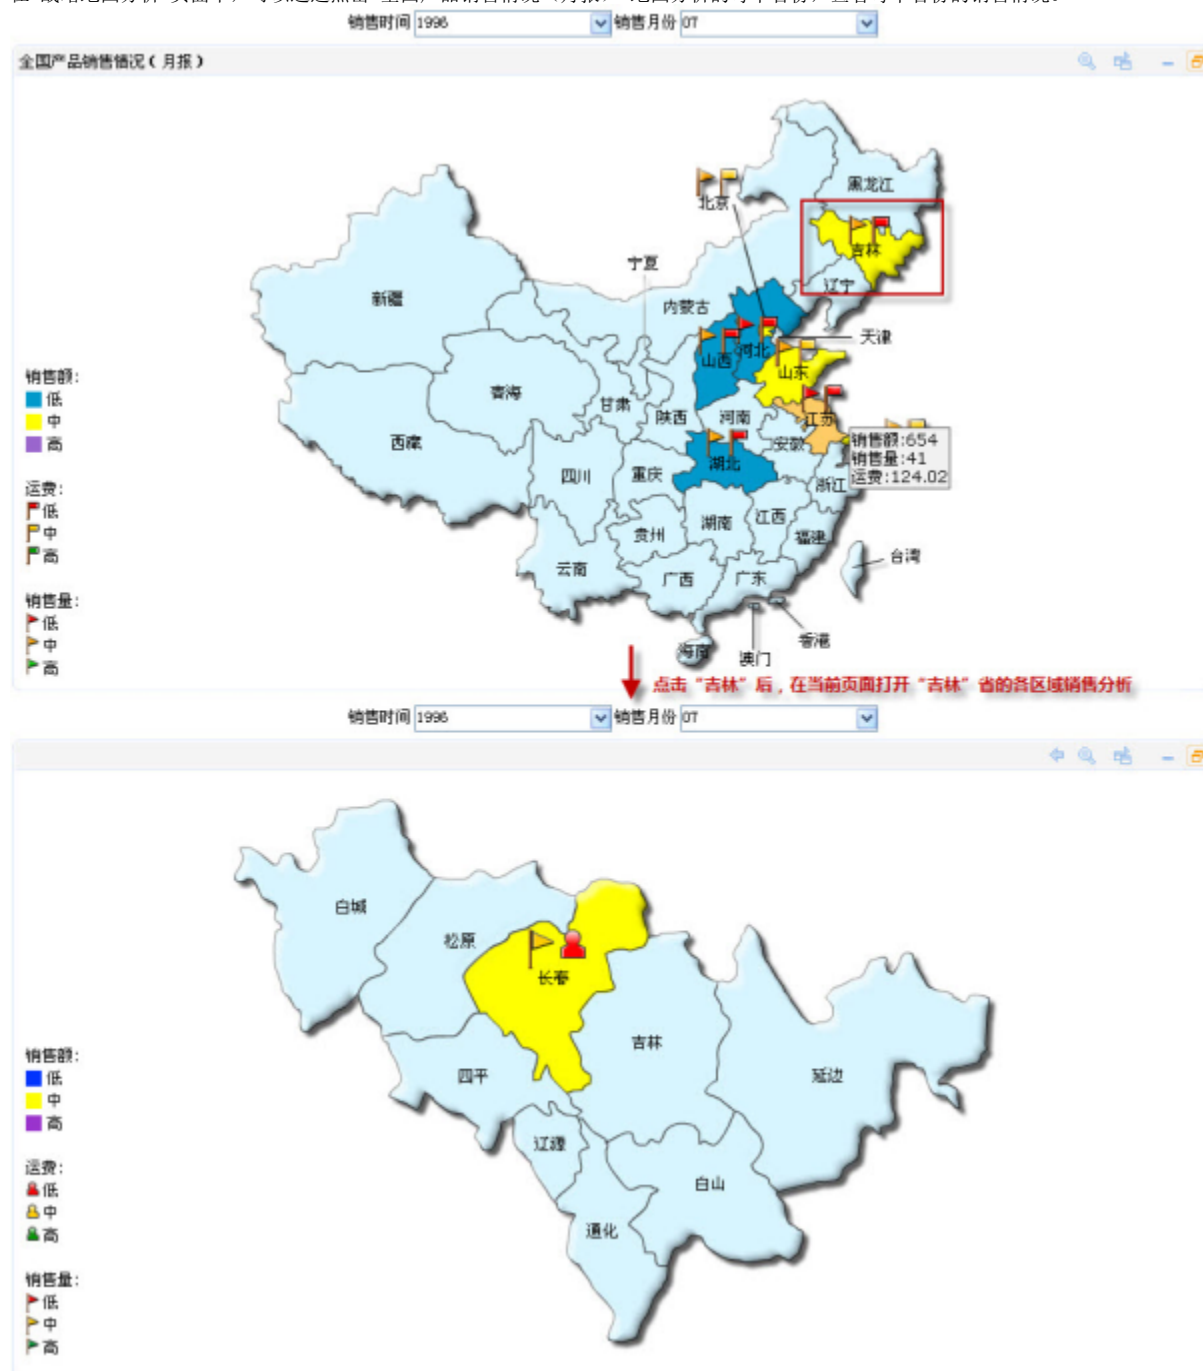 销售时间 1996 销售月份 07
全国产品销售情况（月报）
黑龙江
北京
吉林
宁夏
辽宁
新疆
内蒙古
天津
山西
河北
山东
销售额：
低
青海
甘肃
陕西
河南
江苏
中
高
西藏
四川
重庆
湖北
安徽
销售额:654
销售量:41
运费:124.02
浙江
运费：
低
中
高
贵州
湖南
江西
福建
云南
广西
广东
台湾
销售量：
低
中
高
海南
澳门
香港
点击“吉林”后，在当前页面打开“吉林”省的各区域销售分析
销售时间 1996 销售月份 07
白城
松原
长春
吉林
四平
延边
销售额：
低
中
高
辽源
白山
通化
运费：
低
中
高
销售量：
低
中
高